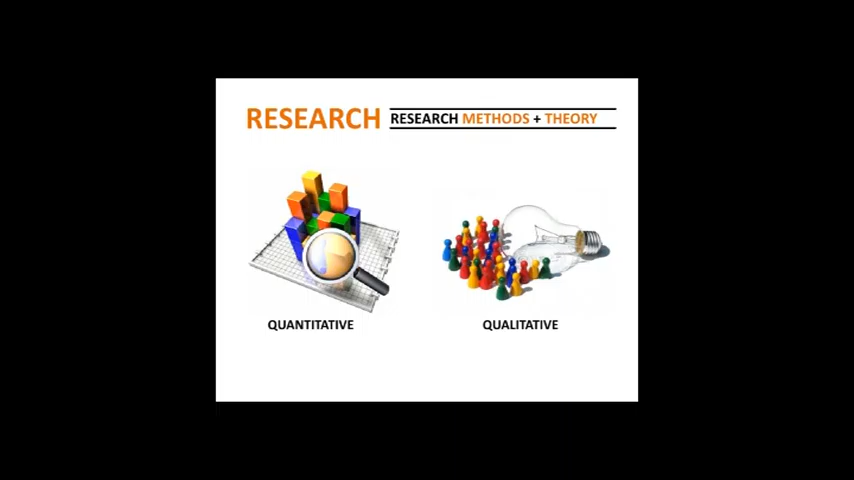 RESEARCH
RESEARCH METHODS + THEORY
QUANTITATIVE
QUALITATIVE